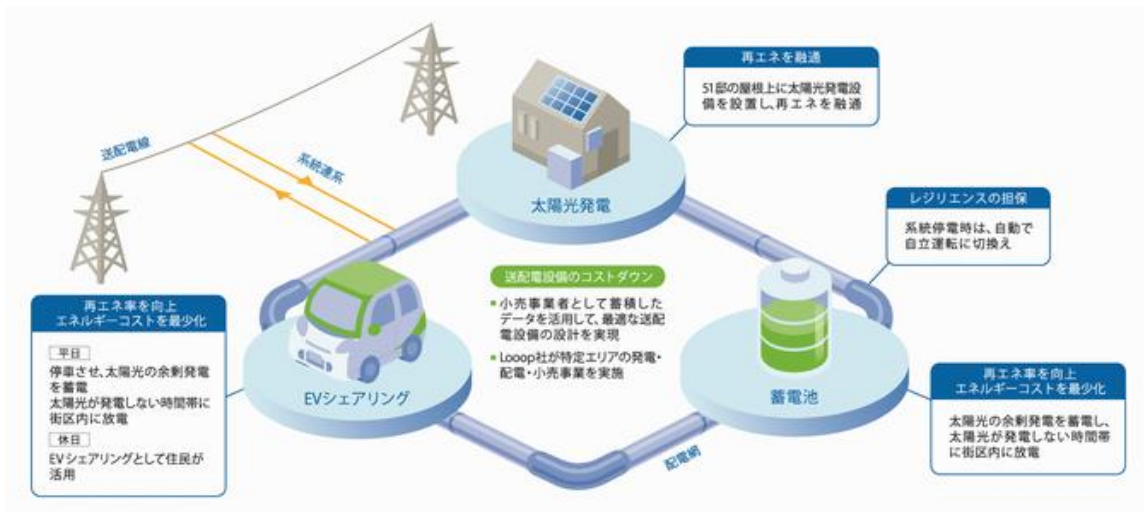 再エネを融通
51邸の屋根上に太陽光発電設
備を設置し、再エネを融通
送配電線
系統連系
太陽光発電
レジリエンスの担保
系統停電時は、自動で
自立運転に切換え
送配電設備のコストダウン
小売事業者として蓄積した
データを活用して、最適な送配
電設備の設計を実現
Looop社が特定エリアの発電・
配電・小売事業を実施
再エネ率を向上
エネルギーコストを最少化
平日
停車させ、太陽光の余剰発電
を蓄電
太陽光が発電しない時間帯に
街区内に放電
休日
EVシェアリングとして住民が
活用
EVシェアリング
蓄電池
配電網
再エネ率を向上
エネルギーコストを最少化
太陽光の余剰発電を蓄電し、
太陽光が発電しない時間帯
に街区内に放電